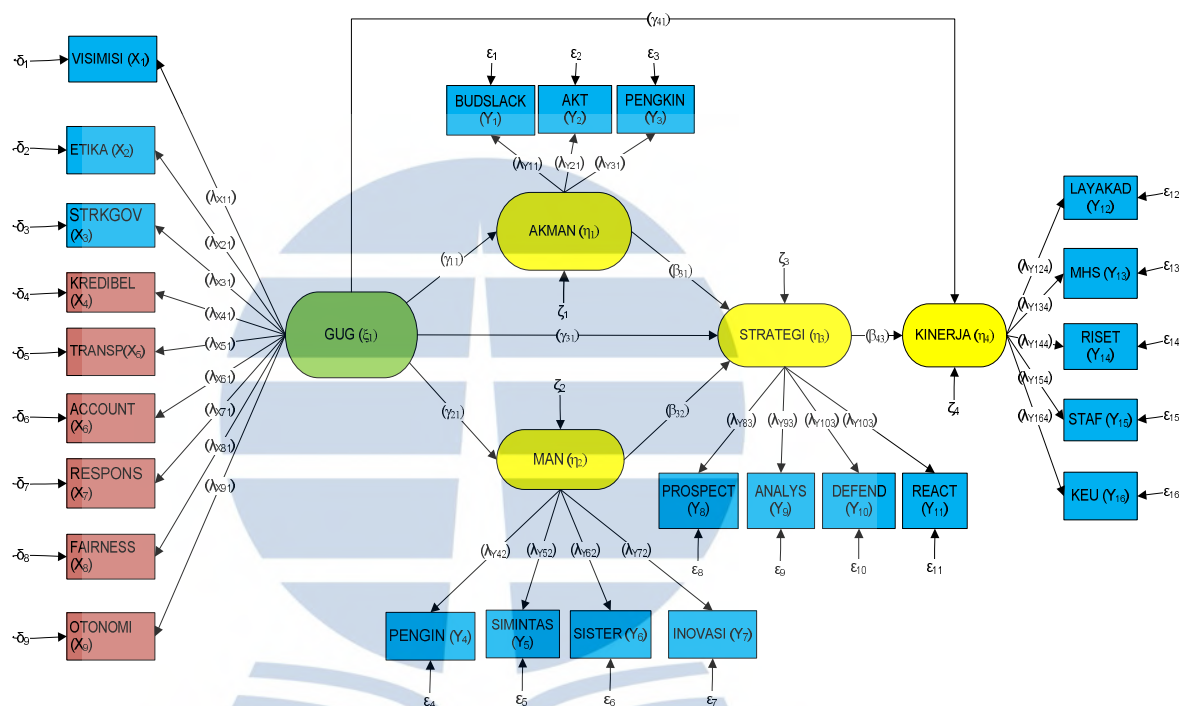 (γ₄₁)
δ₁
VISIMISI (X₁)
δ₂
ETIKA (X₂)
δ₃
STRKGOV
(X₃)
δ₄
KREDIBEL
(X₄)
δ₅
TRANSP(X₅)
δ₆
ACCOUNT
(X₆)
δ₇
RESPONS
(X₇)
δ₈
FAIRNESS
(X₈)
δ₉
OTONOMI
(X₉)
(λX11)
(λX21)
(λX31)
(λX41)
(λX51)
(λX61)
(λX71)
(λX81)
(λX91)
GUG (ξ₁)
ε₁
ε₂
ε₃
BUDSLACK
(Y₁)
AKT
(Y₂)
PENGKIN
(Y₃)
(λY11)
(λY21)
(λY31)
AKMAN (η₁)
ζ₁
(γ₁₁)
(γ₃₁)
(γ₂₁)
(β₃₁)
(β₃₂)
ζ₂
MAN (η₂)
(λY42)
(λY52)
(λY62)
(λY72)
PENGIN (Y₄)
SIMINTAS
(Y₅)
SISTER (Y₆)
INOVASI (Y₇)
ε₄
ε₅
ε₆
ε₇
ζ₃
STRATEGI (η₃)
(β₄₃)
(λY83)
(λY93)
(λY103)
(λY103)
PROSPECT
(Y₈)
ANALYS
(Y₉)
DEFEND
(Y₁₀)
REACT
(Y₁₁)
ε₈
ε₉
ε₁₀
ε₁₁
KINERJA (η₄)
ζ₄
(λY124)
(λY134)
(λY144)
(λY154)
(λY164)
LAYAKAD
(Y₁₂)
ε₁₂
MHS (Y₁₃)
ε₁₃
RISET
(Y₁₄)
ε₁₄
STAF (Y₁₅)
ε₁₅
KEU (Y₁₆)
ε₁₆